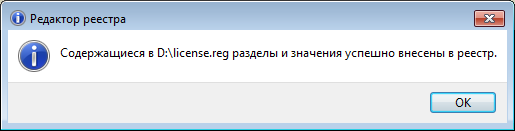 Редактор реестра
Содержащиеся в D:\license.reg разделы и значения успешно внесены в реестр.
OK